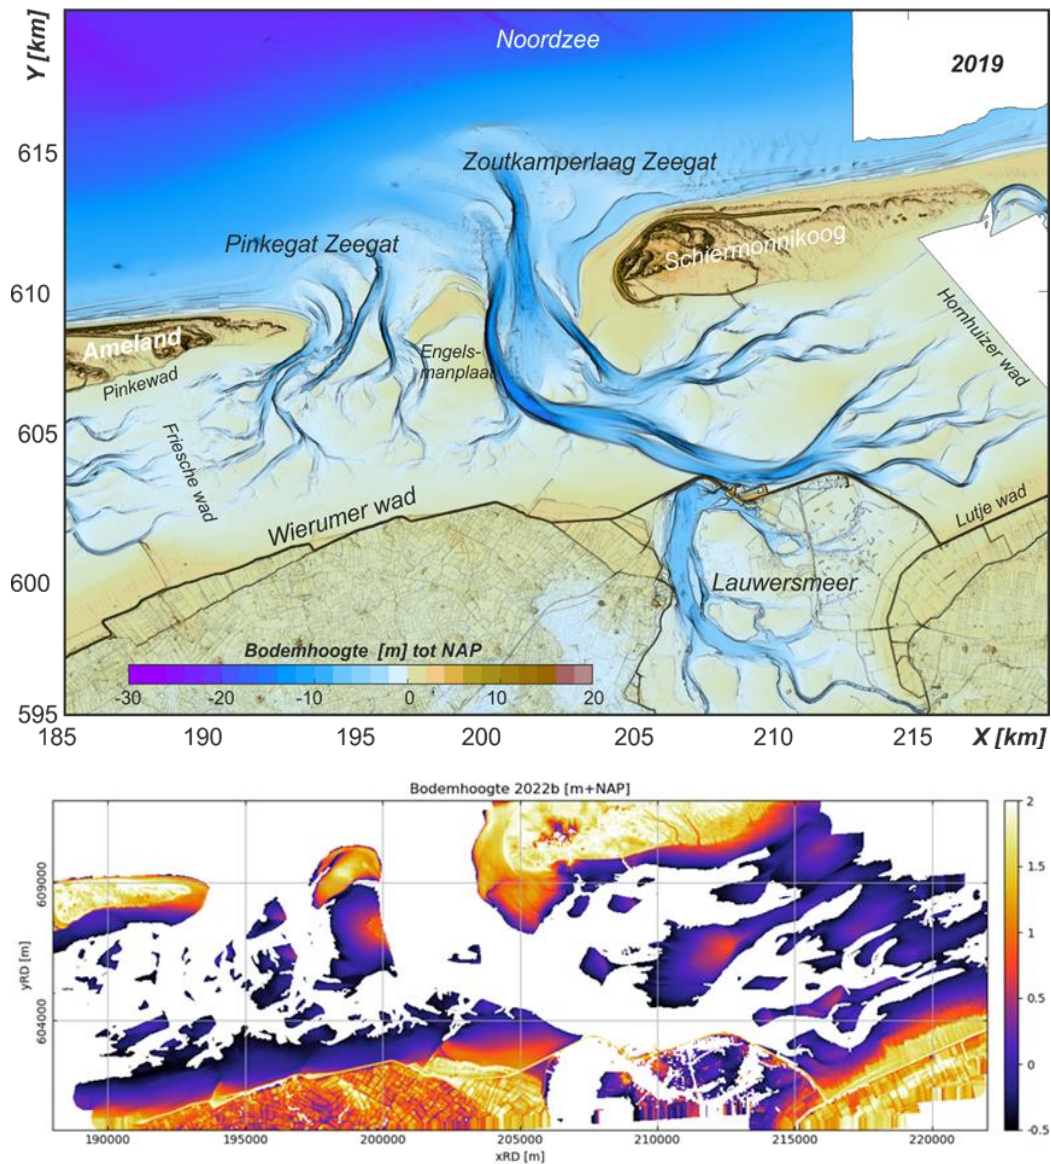 Y [km]
Noordzee
2019
615
Zoutkamperlaag Zeegat
Pinkegat Zeegat
Schiermonnikoog
610
Hornhuizer wad
Ameland
Engels-
manplaat
Pinkewad
605
Friesche wad
Wierumer wad
Lutje wad
600
Lauwersmeer
Bodemhoogte [m] tot NAP
-30 -20 -10 0 10 20
595
185 190 195 200 205 210 215 X [km]
Bodemhoogte 2022b [m+NAP]
2
1.5
609000
1
yRD [m]
0.5
604000
0
-0.5
190000 195000 200000 205000 210000 215000 220000
xRD [m]